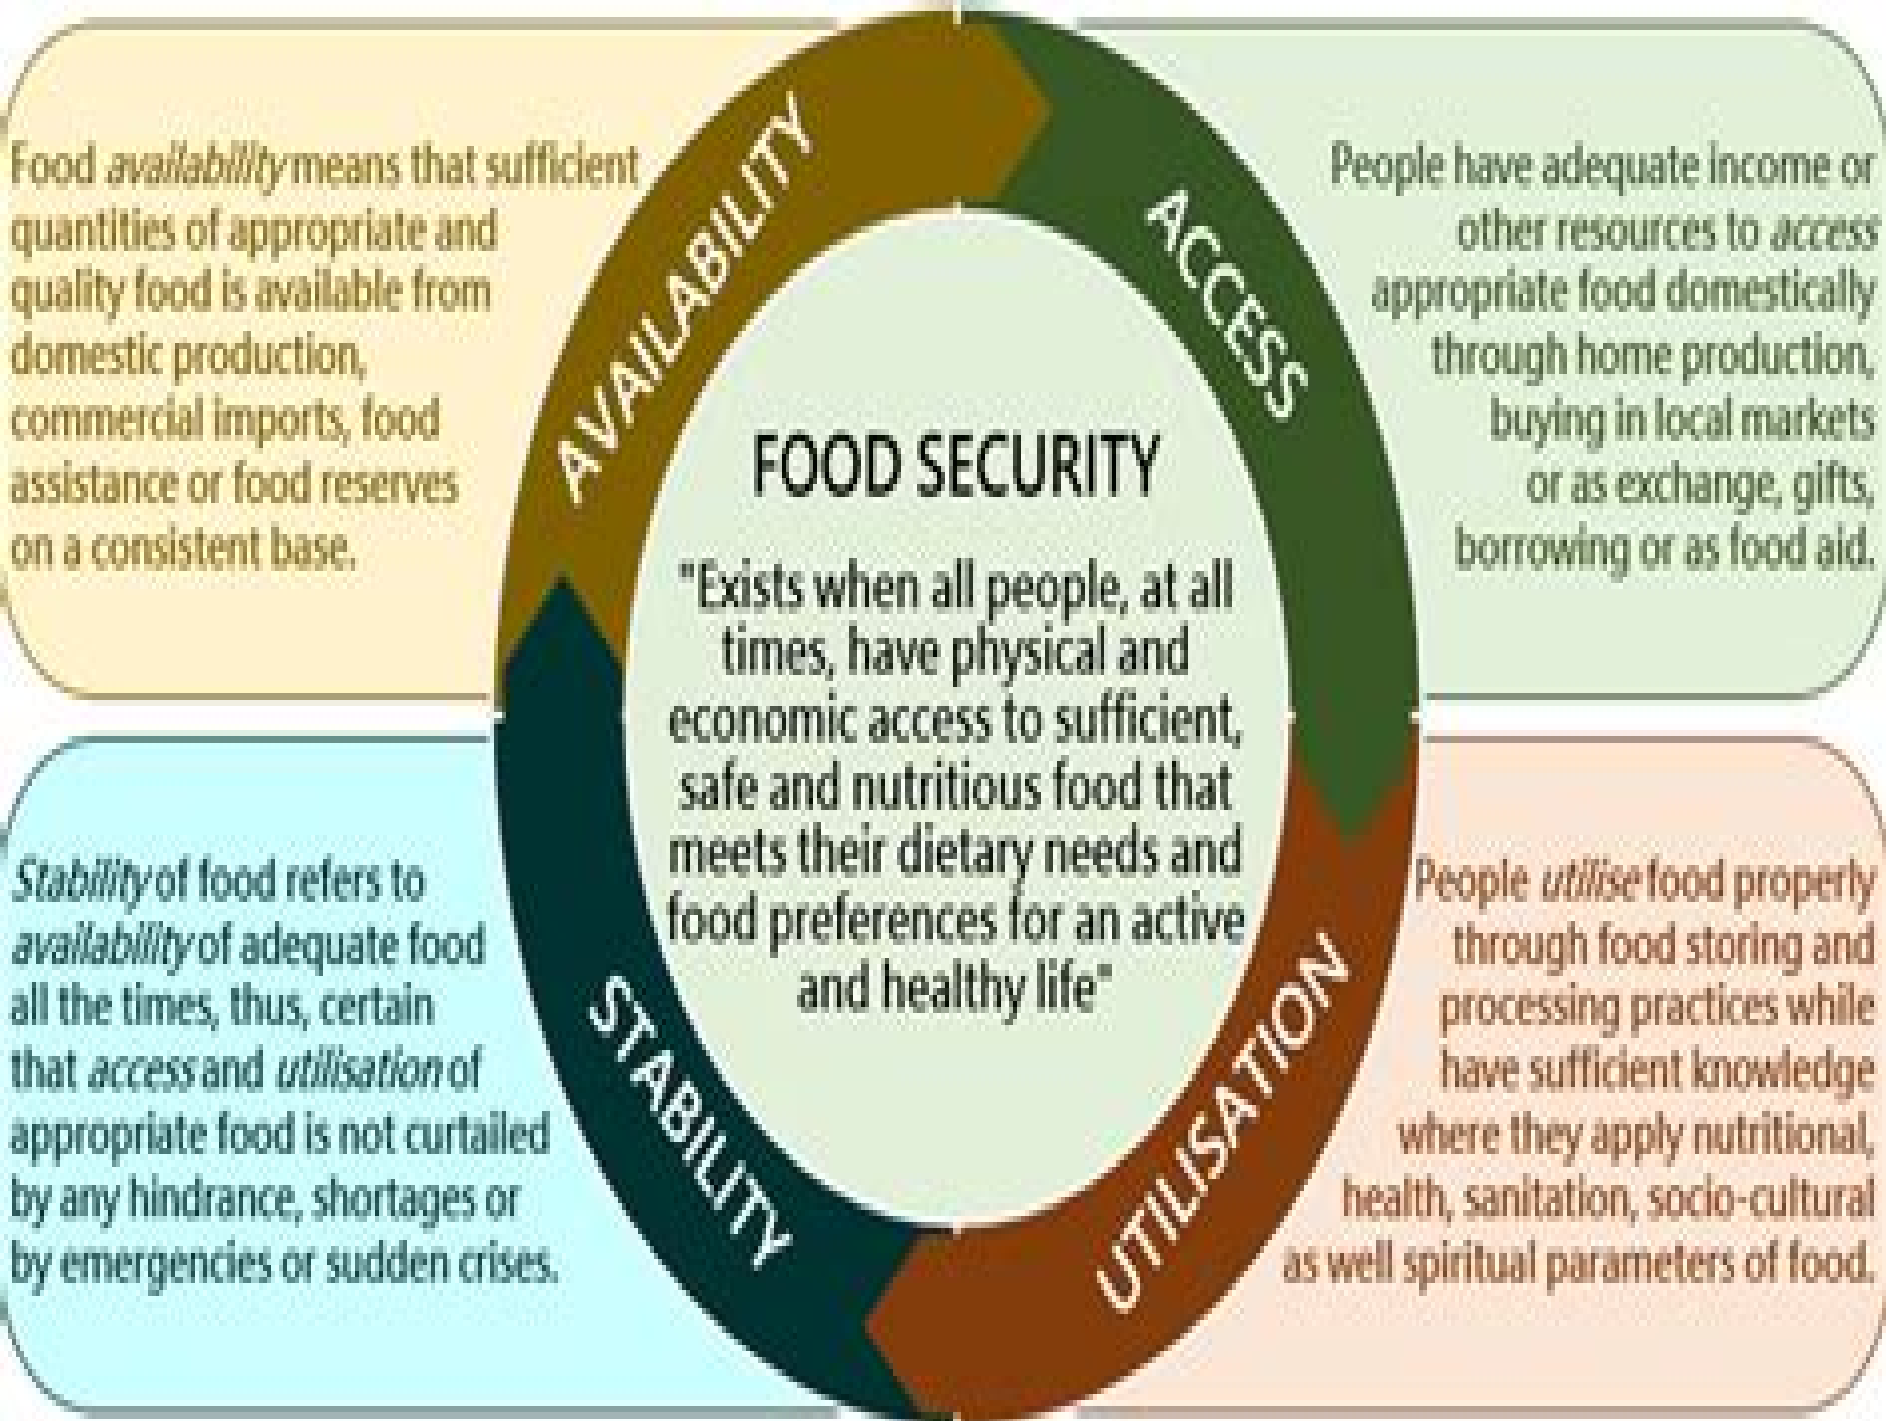 Food availability means that sufficient
quantities of appropriate and
quality food is available from
domestic production,
commercial imports, food
assistance or food reserves
on a consistent base.
AVAILABILITY
ACCESS
People have adequate income or
other resources to access
appropriate food domestically
through home production,
buying in local markets
or as exchange, gifts,
borrowing or as food aid.
FOOD SECURITY
"Exists when all people, at all
times, have physical and
economic access to sufficient,
safe and nutritious food that
meets their dietary needs and
food preferences for an active
and healthy life"
Stability of food refers to
availability of adequate food
all the times, thus, certain
that access and utilisation of
appropriate food is not curtailed
by any hindrance, shortages or
by emergencies or sudden crises.
STABILITY
UTILISATION
People utilise food properly
through food storing and
processing practices while
have sufficient knowledge
where they apply nutritional,
health, sanitation, socio-cultural
as well spiritual parameters of food.